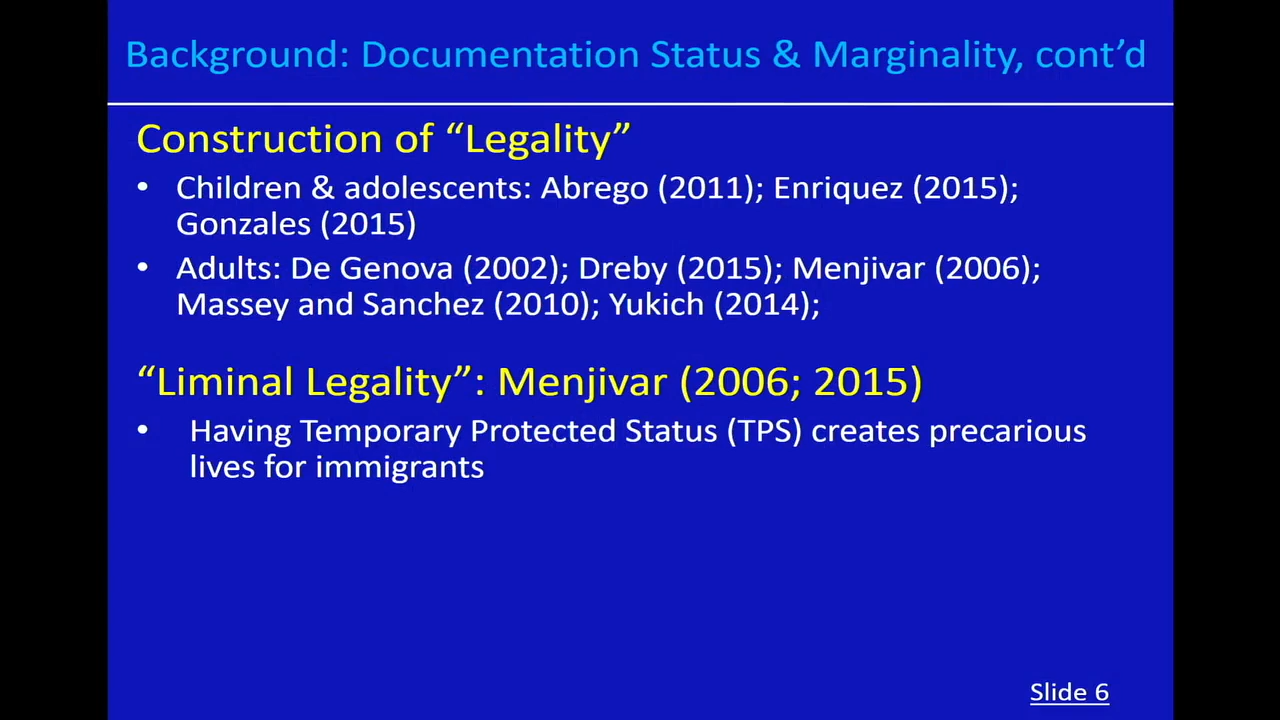 Background: Documentation Status & Marginality, cont’d
Construction of “Legality”
• Children & adolescents: Abrego (2011); Enriquez (2015);
Gonzales (2015)
• Adults: De Genova (2002); Dreby (2015); Menjivar (2006);
Massey and Sanchez (2010); Yukich (2014);
“Liminal Legality”: Menjivar (2006; 2015)
• Having Temporary Protected Status (TPS) creates precarious
lives for immigrants
Slide 6